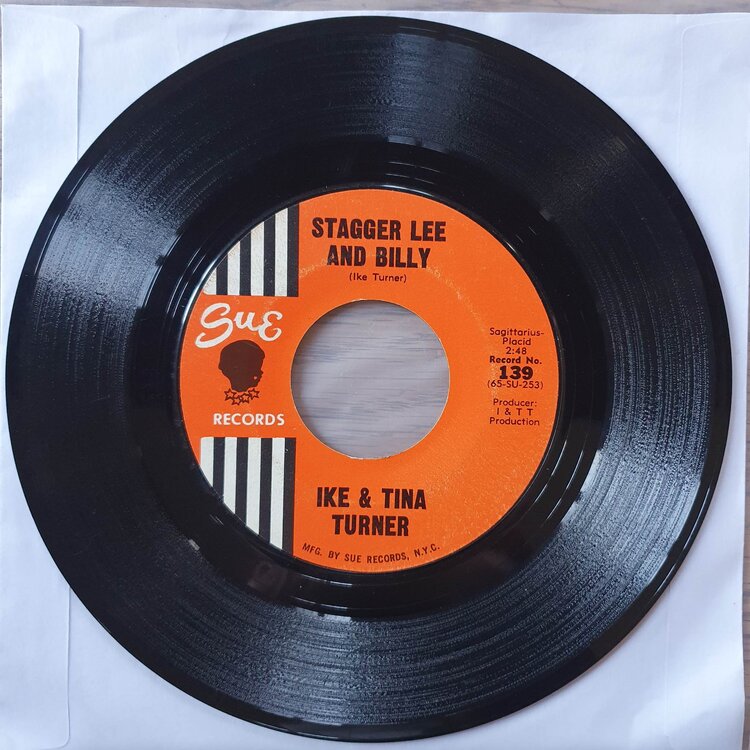 STAGGER LEE
AND BILLY
(Ike Turner)
Sue
RECORDS
Sagittarius-
Placid
2:48
Record No.
139
(65-SU-253)
Producer:
I & T T
Production
IKE & TINA
TURNER
MFG. BY SUE RECORDS, N.Y.C.